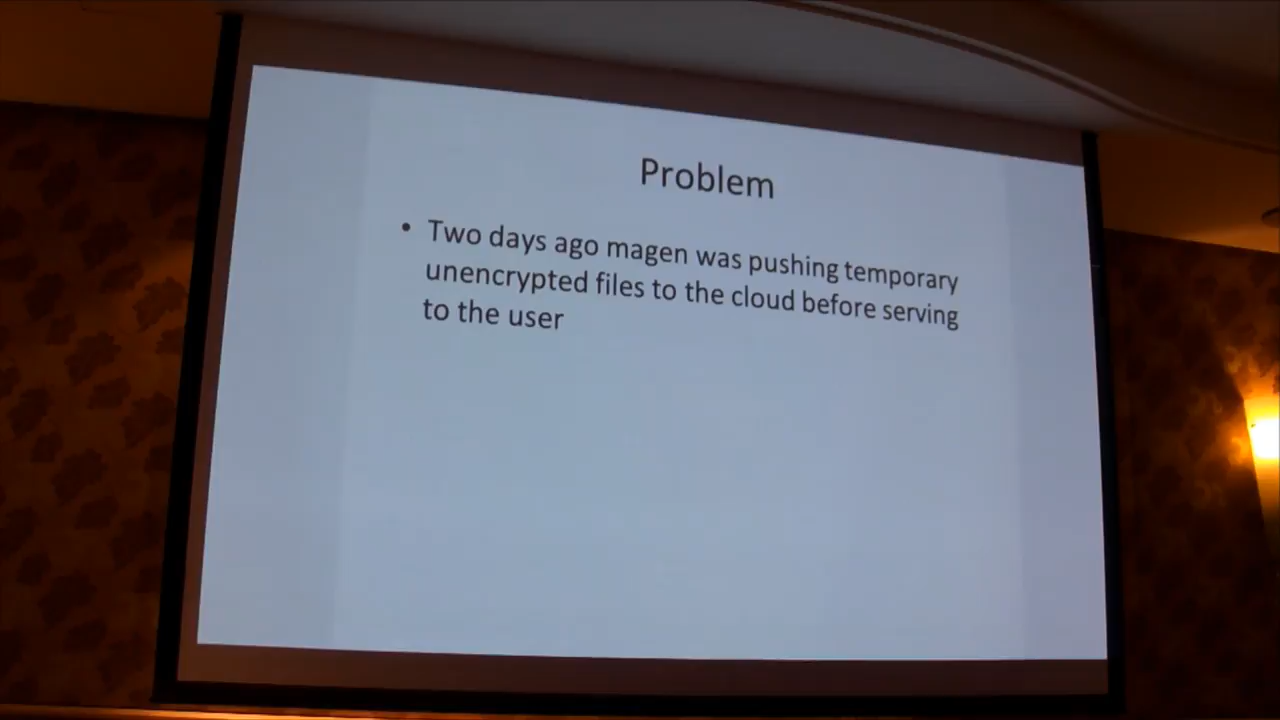 Problem
• Two days ago magen was pushing temporary
unencrypted files to the cloud before serving
to the user